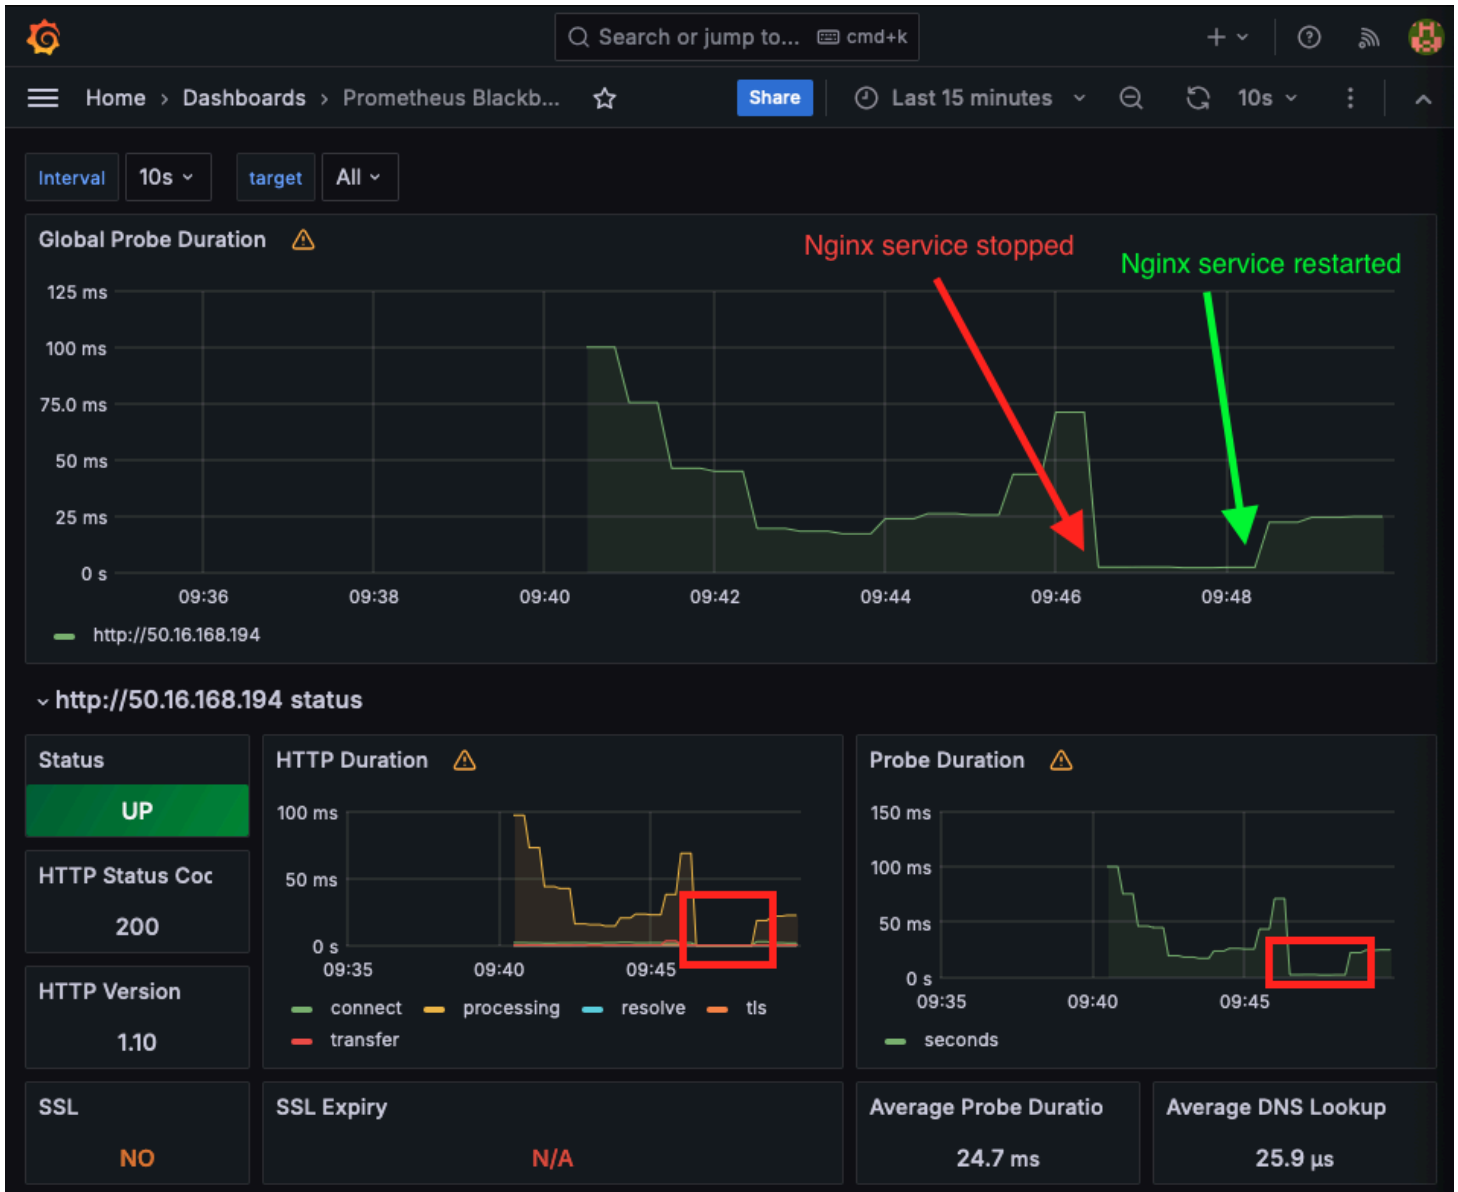 Search or jump to... cmd+k
Home › Dashboards › Prometheus Blackb... Share Last 15 minutes 10s
Interval 10s target All
Global Probe Duration
Nginx service stopped
Nginx service restarted
125 ms
100 ms
75.0 ms
50 ms
25 ms
0 s
09:36 09:38 09:40 09:42 09:44 09:46 09:48
http://50.16.168.194
http://50.16.168.194 status
Status
UP
HTTP Status Coc
200
HTTP Version
1.10
SSL
NO
HTTP Duration
100 ms
50 ms
0 s
09:35 09:40 09:45
connect processing resolve tls
transfer
Probe Duration
150 ms
100 ms
50 ms
0 s
09:35 09:40 09:45
seconds
SSL Expiry
N/A
Average Probe Duratio
24.7 ms
Average DNS Lookup
25.9 µs